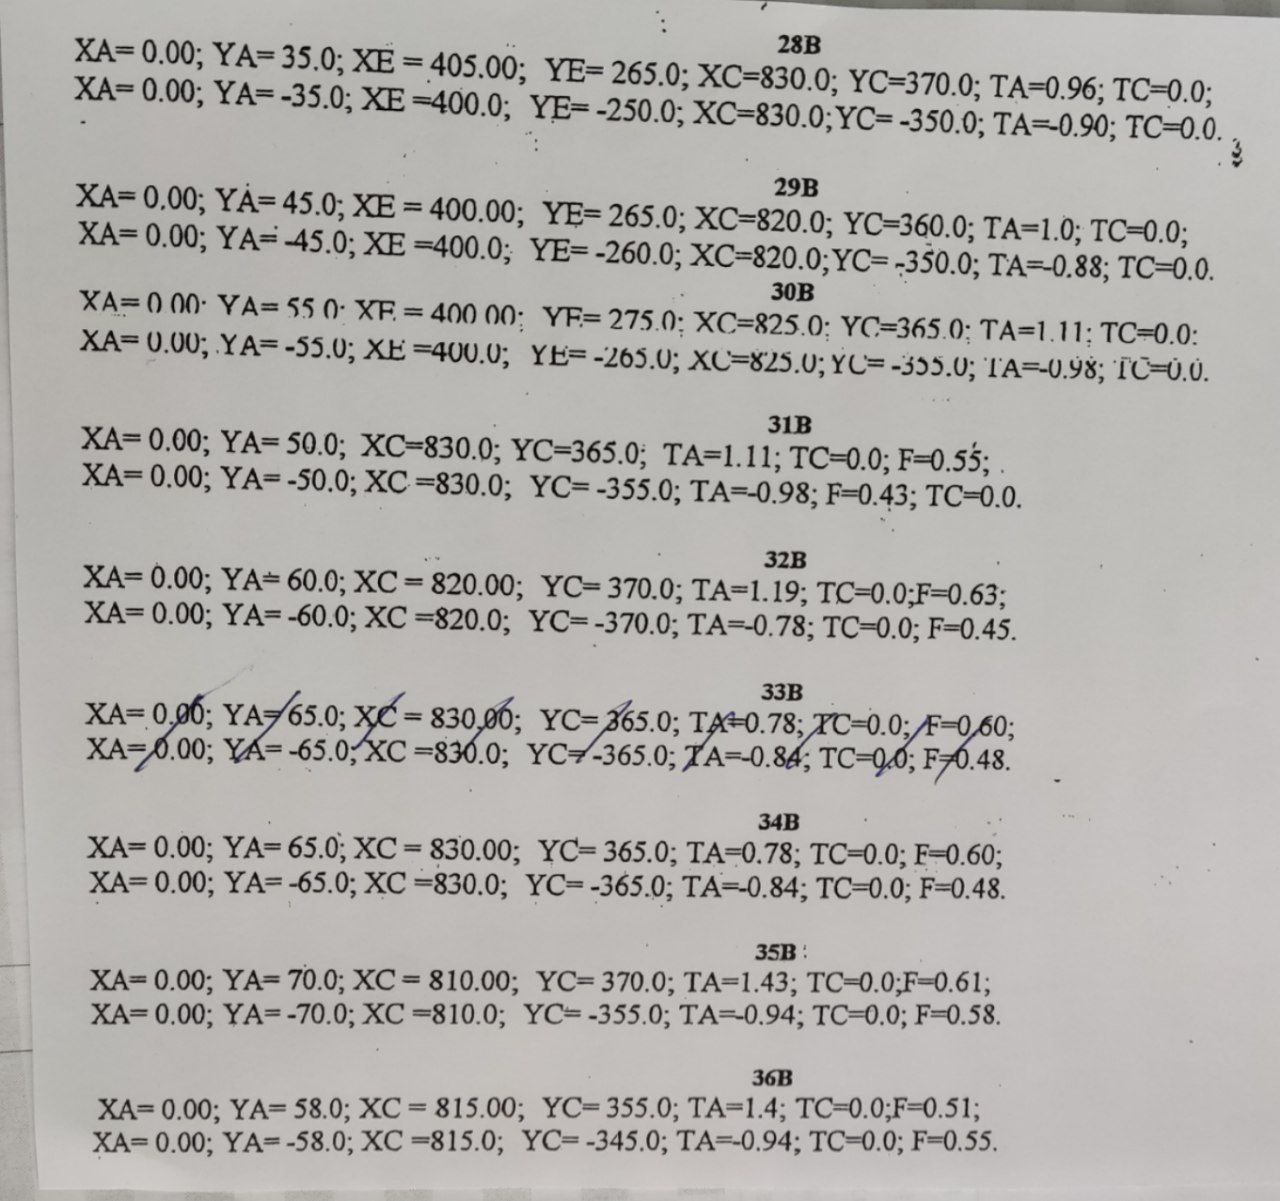 28B
XA= 0.00; YA= 35.0; XE = 405.00; YE= 265.0; XC=830.0; YC=370.0; TA=0.96; TC=0.0;
XA= 0.00; YA= -35.0; XE =400.0; YE= -250.0; XC=830.0; YC= -350.0; TA=-0.90; TC=0.0.
29B
XA= 0.00; YA= 45.0; XE = 400.00; YE= 265.0; XC=820.0; YC=360.0; TA=1.0; TC=0.0;
XA= 0.00; YA= -45.0; XE =400.0; YE= -260.0; XC=820.0; YC= -350.0; TA=-0.88; TC=0.0.
30B
XA= 0.00; YA= 55.0; XE = 400.00; YE= 275.0; XC=825.0; YC=365.0; TA=1.11; TC=0.0:
XA= 0.00; YA= -55.0; XE =400.0; YE= -265.0; XC=825.0; YC= -355.0; TA=-0.98; TC=0.0.
31B
XA= 0.00; YA= 50.0; XC=830.0; YC=365.0; TA=1.11; TC=0.0; F=0.55;
XA= 0.00; YA= -50.0; XC =830.0; YC= -355.0; TA=-0.98; F=0.43; TC=0.0.
32B
XA= 0.00; YA= 60.0; XC = 820.00; YC= 370.0; TA=1.19; TC=0.0;F=0.63;
XA= 0.00; YA= -60.0; XC =820.0; YC= -370.0; TA=-0.78; TC=0.0; F=0.45.
33B
XA= 0.00; YA= 65.0; XC = 830.00; YC= 365.0; TA=0.78; TC=0.0; F=0.60;
XA= 0.00; YA= -65.0; XC =830.0; YC= -365.0; TA=-0.84; TC=0.0; F=0.48.
34B
XA= 0.00; YA= 65.0; XC = 830.00; YC= 365.0; TA=0.78; TC=0.0; F=0.60;
XA= 0.00; YA= -65.0; XC =830.0; YC= -365.0; TA=-0.84; TC=0.0; F=0.48.
35B
XA= 0.00; YA= 70.0; XC = 810.00; YC= 370.0; TA=1.43; TC=0.0;F=0.61;
XA= 0.00; YA= -70.0; XC =810.0; YC= -355.0; TA=-0.94; TC=0.0; F=0.58.
36B
XA= 0.00; YA= 58.0; XC = 815.00; YC= 355.0; TA=1.4; TC=0.0;F=0.51;
XA= 0.00; YA= -58.0; XC =815.0; YC= -345.0; TA=-0.94; TC=0.0; F=0.55.